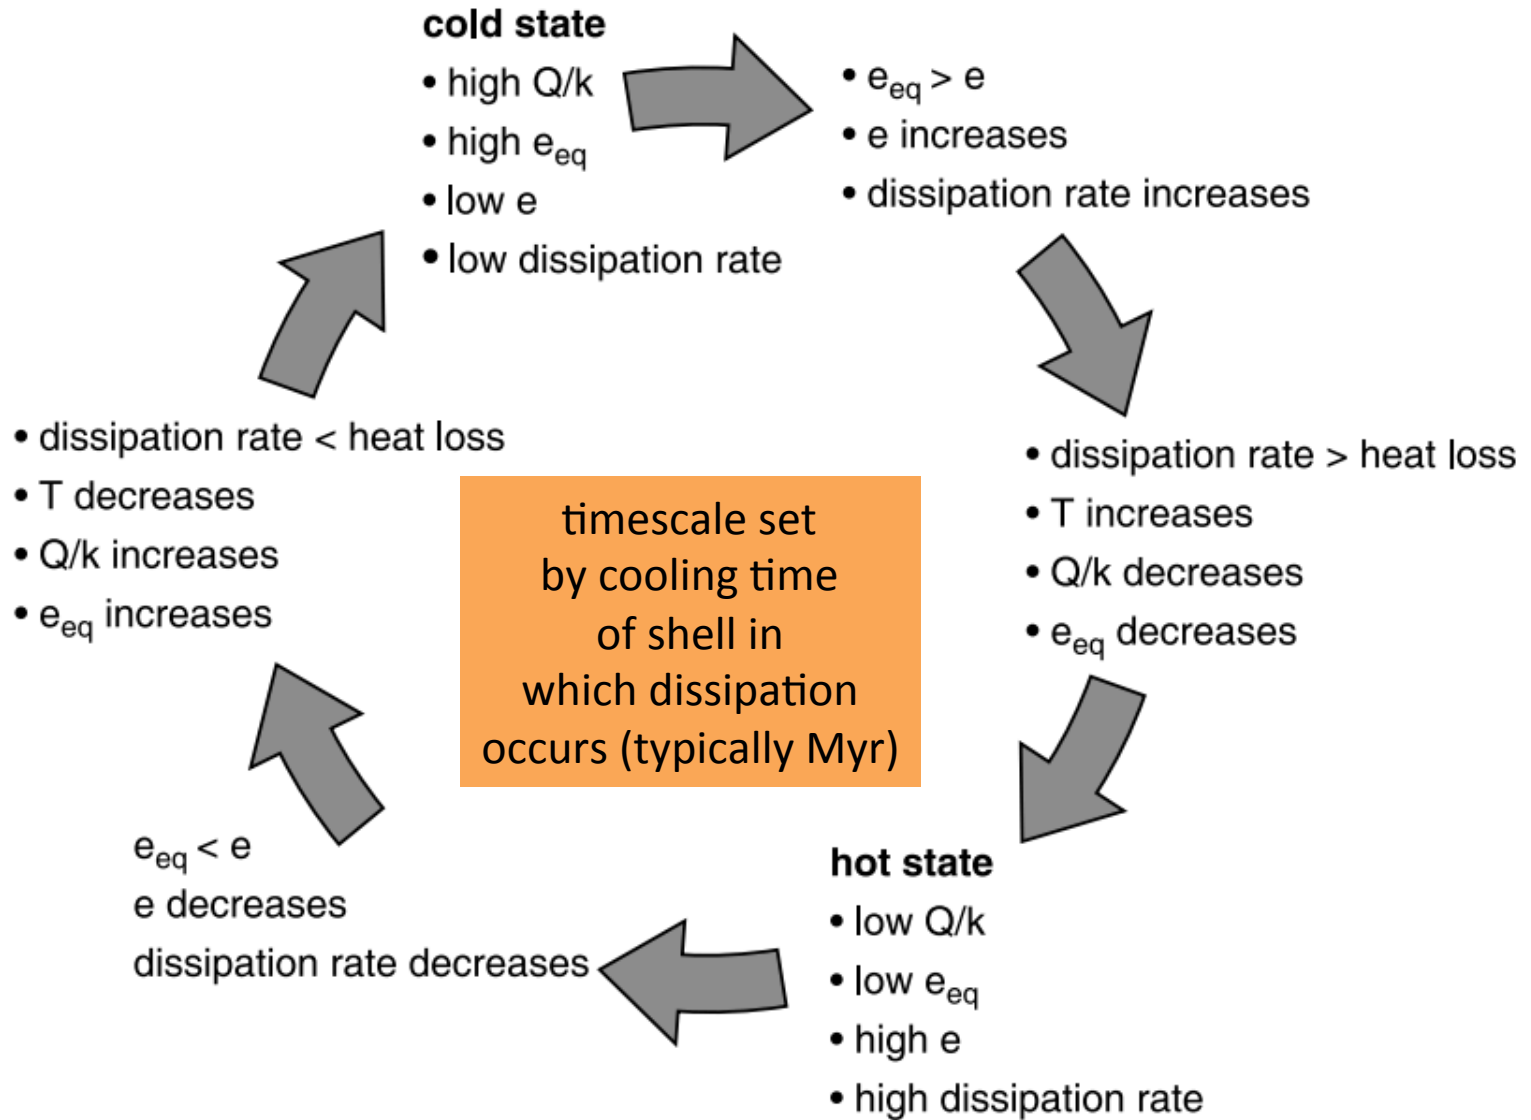 cold state
• high Q/k
• high e_eq
• low e
• low dissipation rate
• e_eq > e
• e increases
• dissipation rate increases
• dissipation rate > heat loss
• T increases
• Q/k decreases
• e_eq decreases
hot state
• low Q/k
• low e_eq
• high e
• high dissipation rate
e_eq < e
e decreases
dissipation rate decreases
• dissipation rate < heat loss
• T decreases
• Q/k increases
• e_eq increases
timescale set
by cooling time
of shell in
which dissipation
occurs (typically Myr)